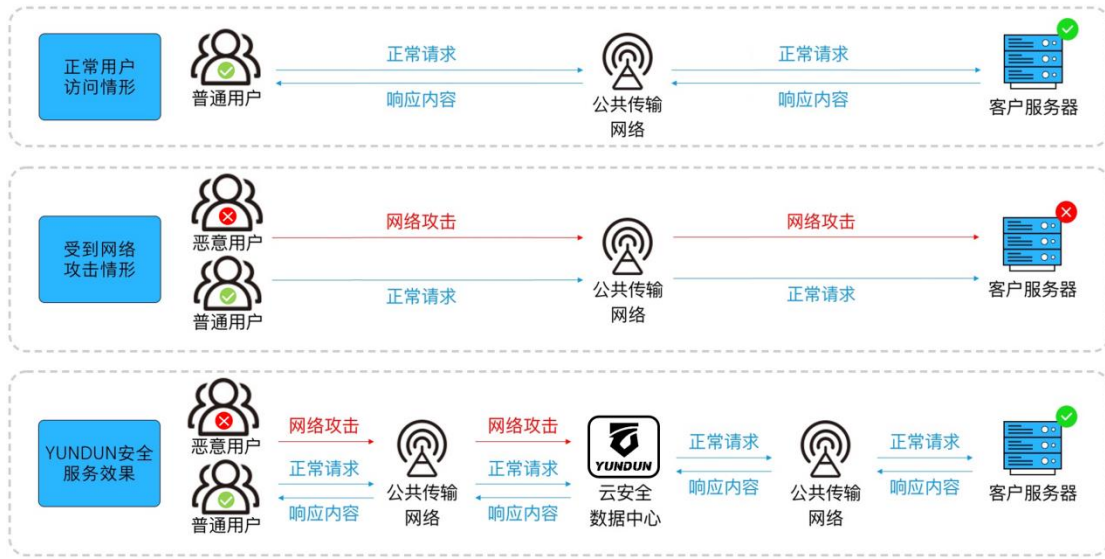 正常用户
访问情形
普通用户
正常请求
响应内容
公共传输
网络
正常请求
响应内容
客户服务器
受到网络
攻击情形
恶意用户
普通用户
网络攻击
正常请求
公共传输
网络
网络攻击
正常请求
客户服务器
YUNDUN安全
服务效果
恶意用户
普通用户
网络攻击
正常请求
响应内容
公共传输
网络
网络攻击
正常请求
响应内容
YUNDUN
云安全
数据中心
正常请求
响应内容
公共传输
网络
正常请求
响应内容
客户服务器